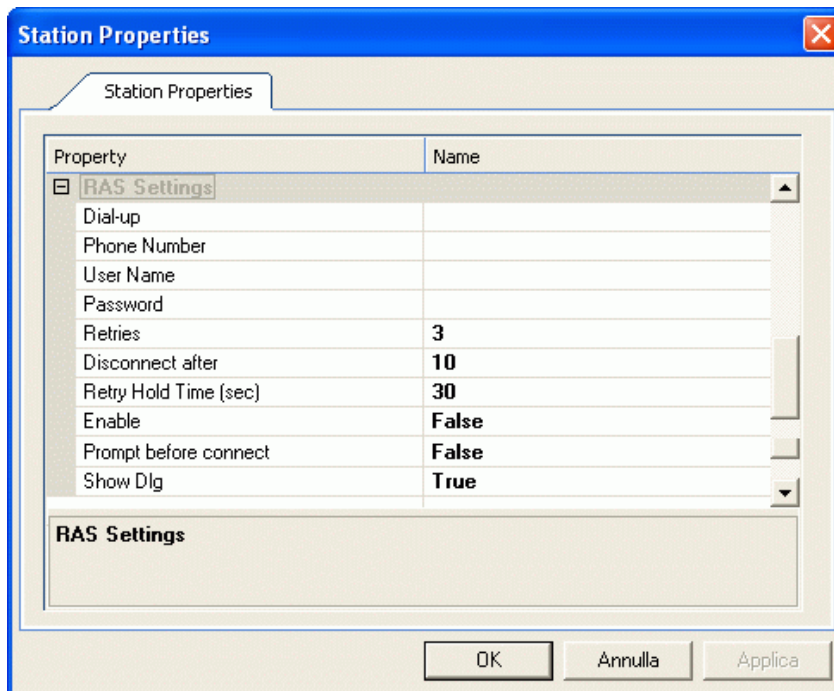 Station Properties
Station Properties
Property Name
RAS Settings
Dial-up
Phone Number
User Name
Password
Retries 3
Disconnect after 10
Retry Hold Time (sec) 30
Enable False
Prompt before connect False
Show Dlg True
RAS Settings
OK Annulla Applica